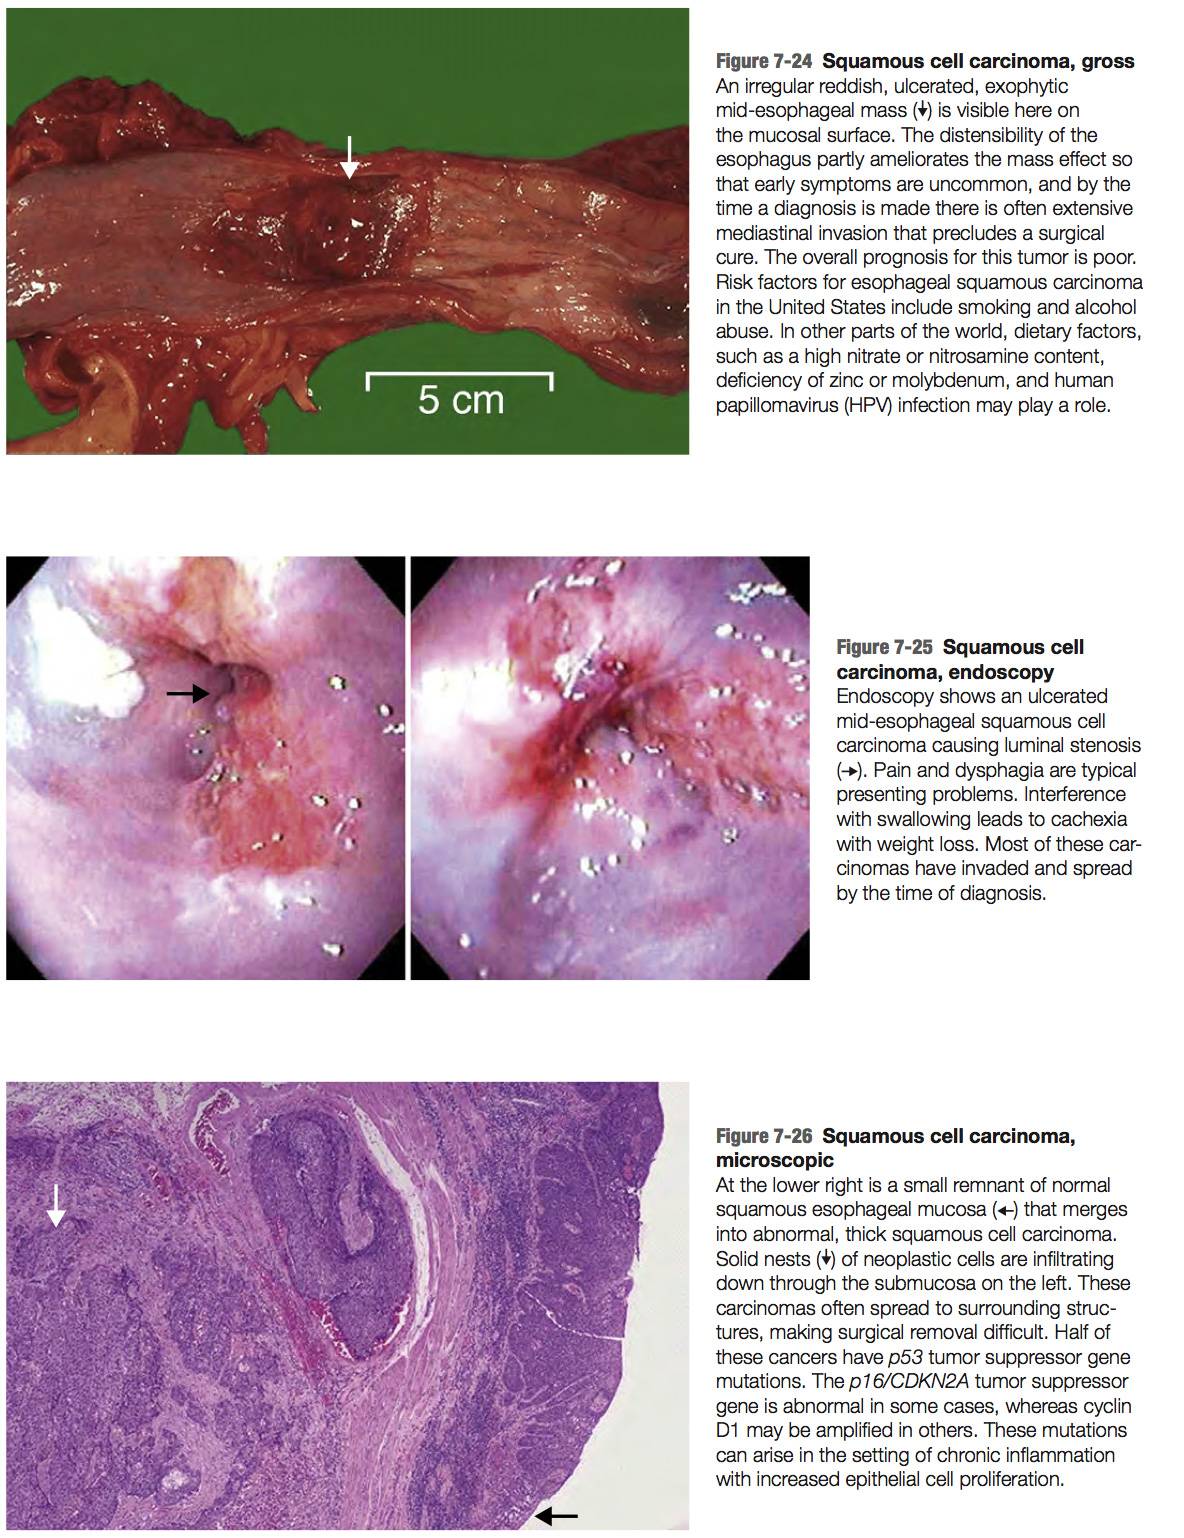 5 cm
Figure 7-24 Squamous cell carcinoma, gross
An irregular reddish, ulcerated, exophytic
mid-esophageal mass (↓) is visible here on
the mucosal surface. The distensibility of the
esophagus partly ameliorates the mass effect so
that early symptoms are uncommon, and by the
time a diagnosis is made there is often extensive
mediastinal invasion that precludes a surgical
cure. The overall prognosis for this tumor is poor.
Risk factors for esophageal squamous carcinoma
in the United States include smoking and alcohol
abuse. In other parts of the world, dietary factors,
such as a high nitrate or nitrosamine content,
deficiency of zinc or molybdenum, and human
papillomavirus (HPV) infection may play a role.
Figure 7-25 Squamous cell
carcinoma, endoscopy
Endoscopy shows an ulcerated
mid-esophageal squamous cell
carcinoma causing luminal stenosis
(→). Pain and dysphagia are typical
presenting problems. Interference
with swallowing leads to cachexia
with weight loss. Most of these car-
cinomas have invaded and spread
by the time of diagnosis.
Figure 7-26 Squamous cell carcinoma,
microscopic
At the lower right is a small remnant of normal
squamous esophageal mucosa (←) that merges
into abnormal, thick squamous cell carcinoma.
Solid nests (↓) of neoplastic cells are infiltrating
down through the submucosa on the left. These
carcinomas often spread to surrounding struc-
tures, making surgical removal difficult. Half of
these cancers have p53 tumor suppressor gene
mutations. The p16/CDKN2A tumor suppressor
gene is abnormal in some cases, whereas cyclin
D1 may be amplified in others. These mutations
can arise in the setting of chronic inflammation
with increased epithelial cell proliferation.